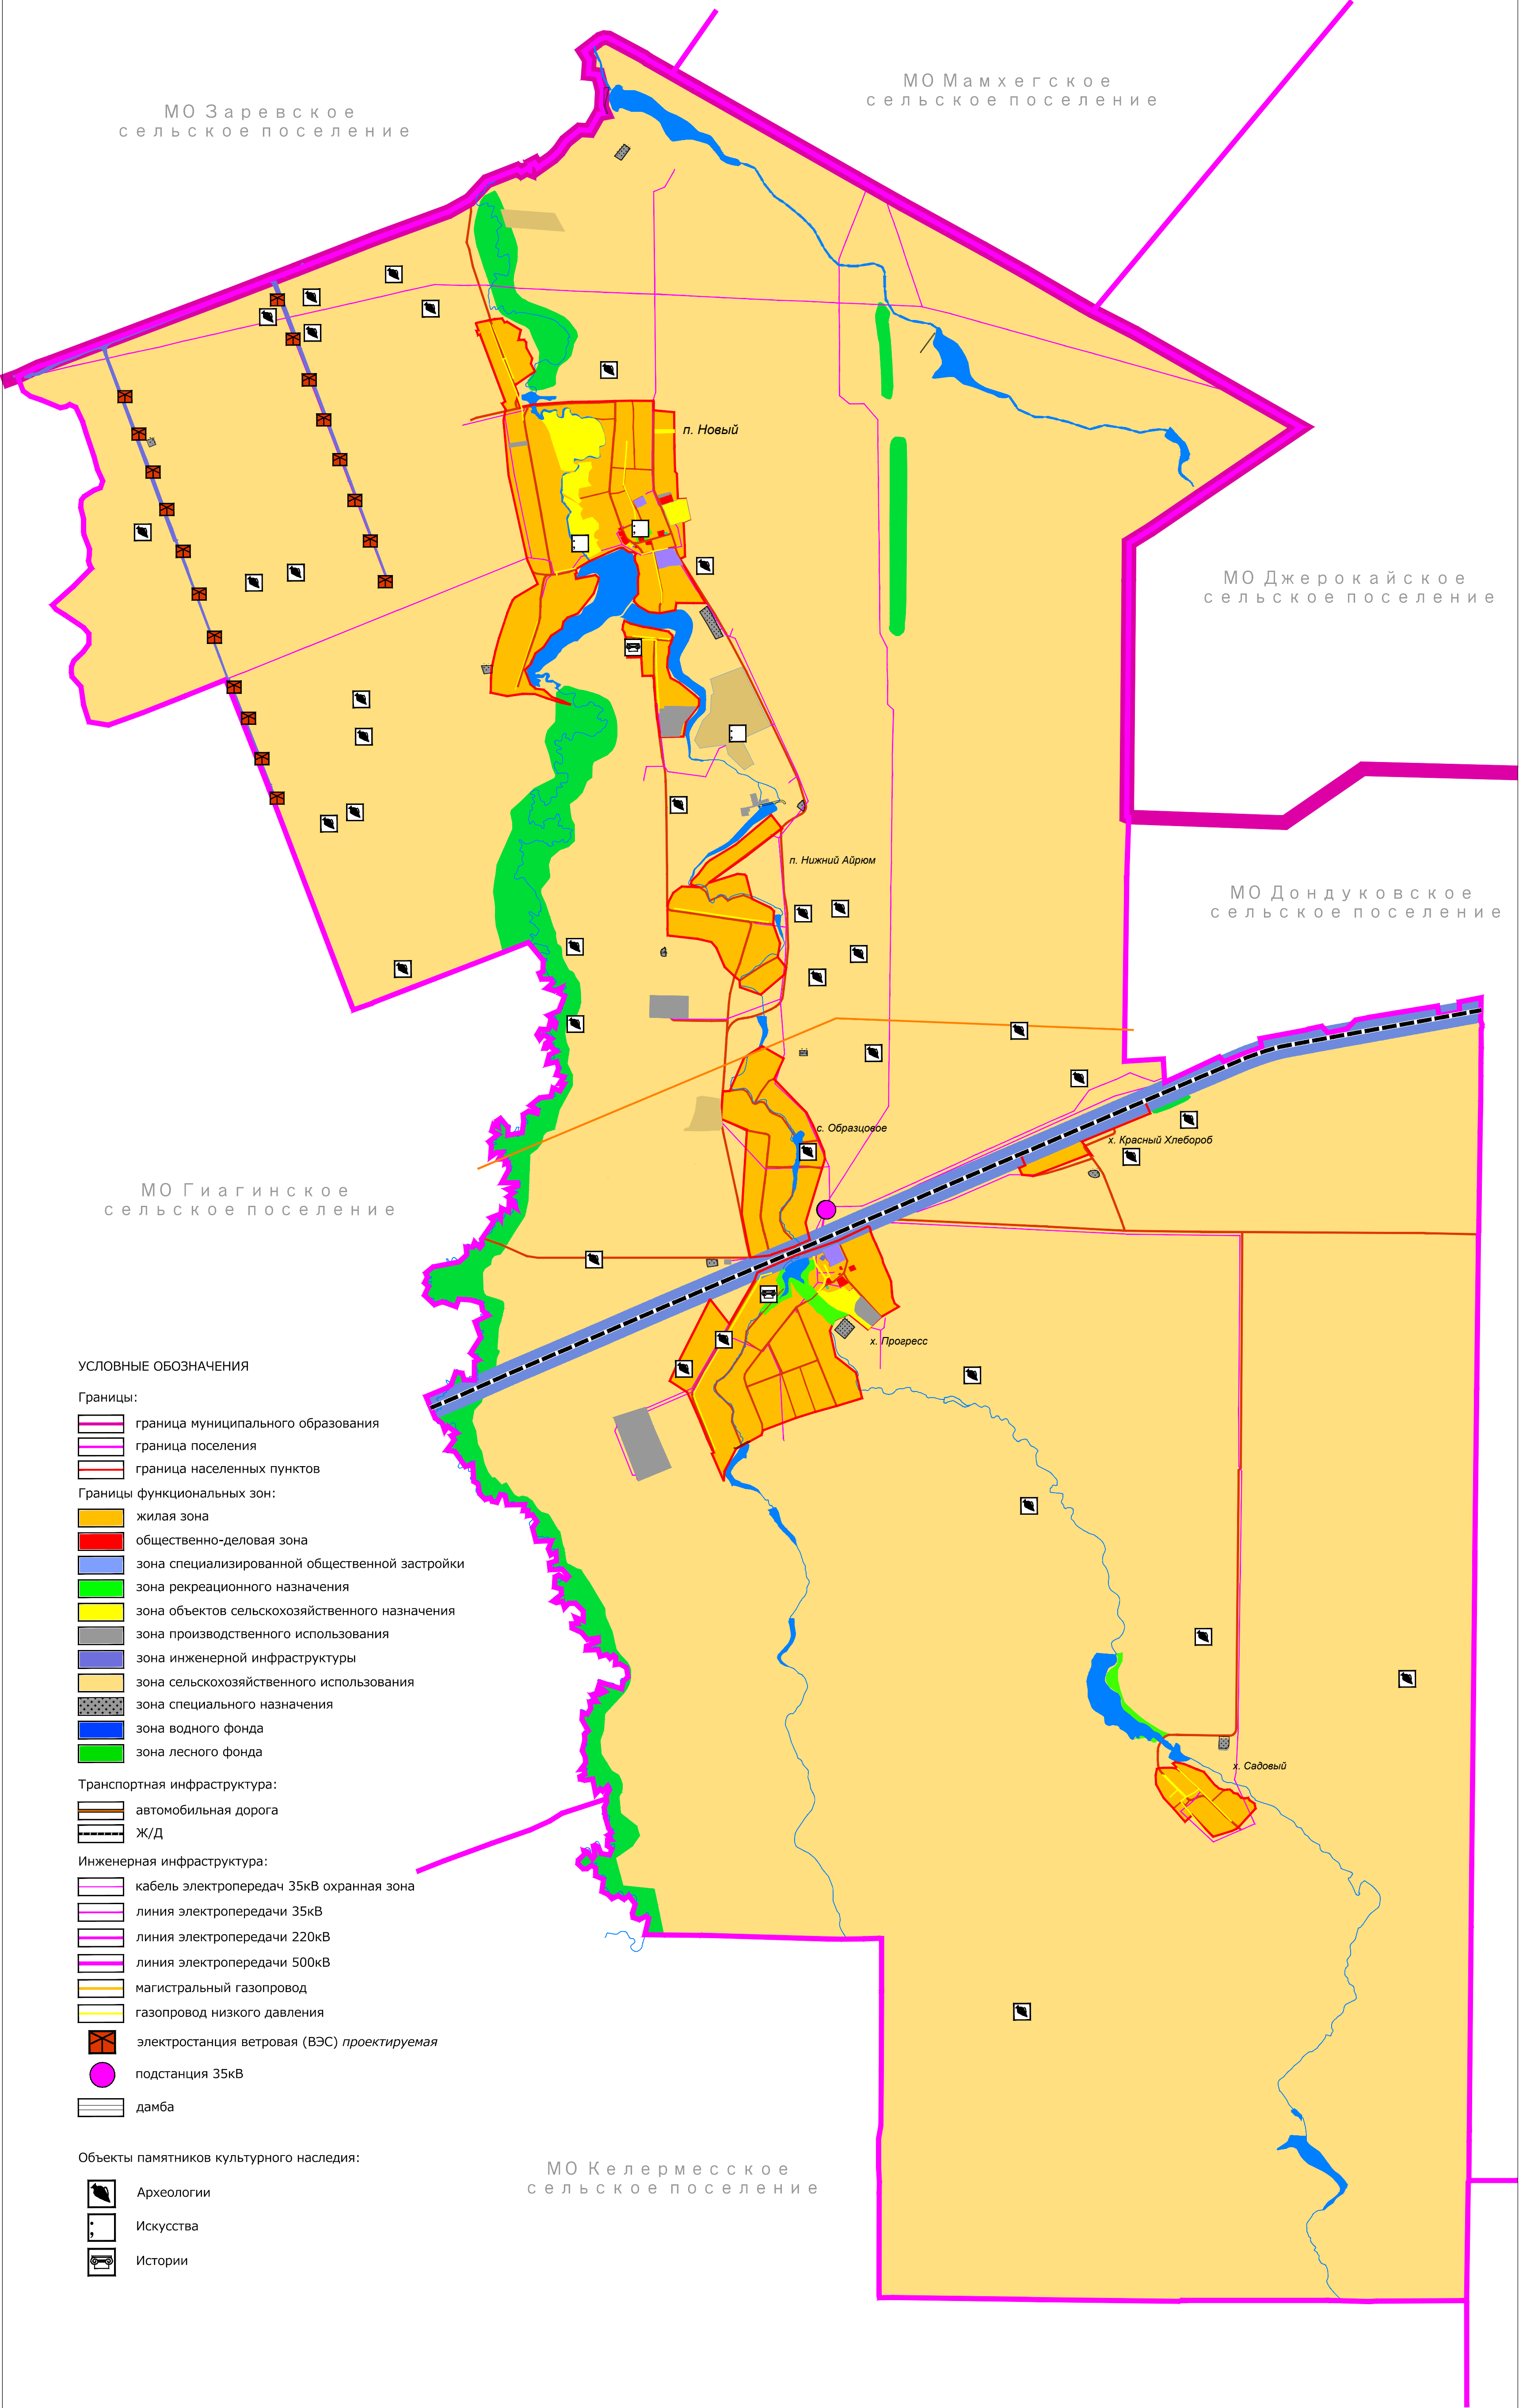 МО Мамхегское
сельское поселение
МО Заревское
сельское поселение
п. Новый
МО Джерокайское
сельское поселение
п. Нижний Айрюм
МО Дондуковское
сельское поселение
с. Образцовое
х. Красный Хлебороб
МО Гиагинское
сельское поселение
х. Прогресс
х. Садовый
МО Келермесское
сельское поселение
УСЛОВНЫЕ ОБОЗНАЧЕНИЯ
Границы:
граница муниципального образования
граница поселения
граница населенных пунктов
Границы функциональных зон:
жилая зона
общественно-деловая зона
зона специализированной общественной застройки
зона рекреационного назначения
зона объектов сельскохозяйственного назначения
зона производственного использования
зона инженерной инфраструктуры
зона сельскохозяйственного использования
зона специального назначения
зона водного фонда
зона лесного фонда
Транспортная инфраструктура:
автомобильная дорога
Ж/Д
Инженерная инфраструктура:
кабель электропередач 35кВ охранная зона
линия электропередачи 35кВ
линия электропередачи 220кВ
линия электропередачи 500кВ
магистральный газопровод
газопровод низкого давления
электростанция ветровая (ВЭС) проектируемая
подстанция 35кВ
дамба
Объекты памятников культурного наследия:
Археологии
Искусства
Истории